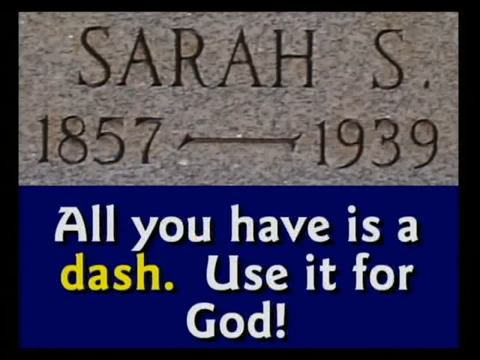 SARAH S.
1857 — 1939
All you have is a
dash. Use it for
God!